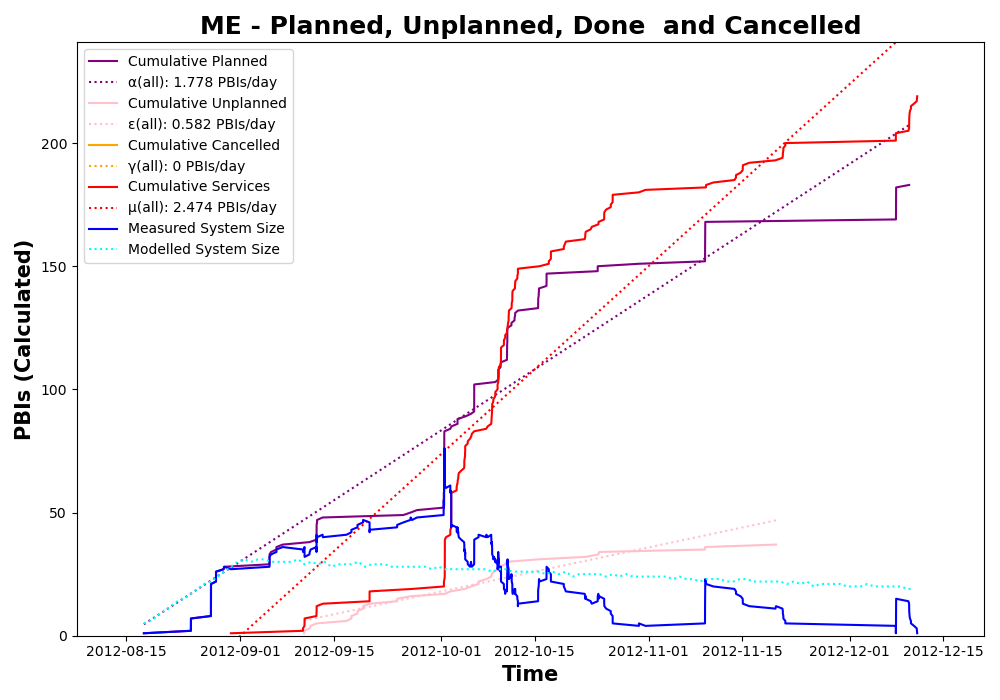 ME - Planned, Unplanned, Done  and Cancelled
Cumulative Planned
α(all): 1.778 PBIs/day
Cumulative Unplanned
ε(all): 0.582 PBIs/day
Cumulative Cancelled
γ(all): 0 PBIs/day
Cumulative Services
μ(all): 2.474 PBIs/day
Measured System Size
Modelled System Size
PBIs (Calculated)
200
150
100
50
0
2012-08-15 2012-09-01 2012-09-15 2012-10-01 2012-10-15 2012-11-01 2012-11-15 2012-12-01 2012-12-15
Time